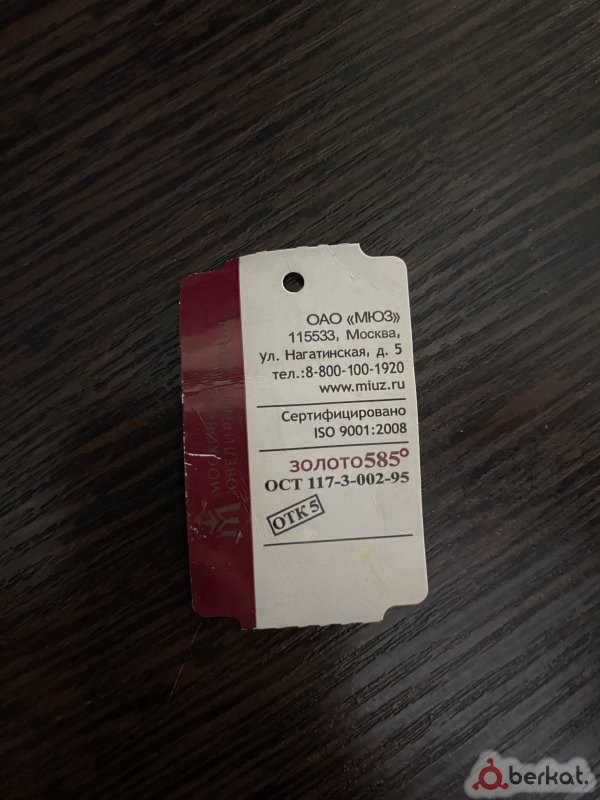 ОАО «МЮЗ»
115533, Москва,
ул. Нагатинская, д. 5
тел.:8-800-100-1920
www.miuz.ru
Сертифицировано
ISO 9001:2008
ЗОЛОТО585°
ОСТ 117-3-002-95
ОТК 5
berkat.